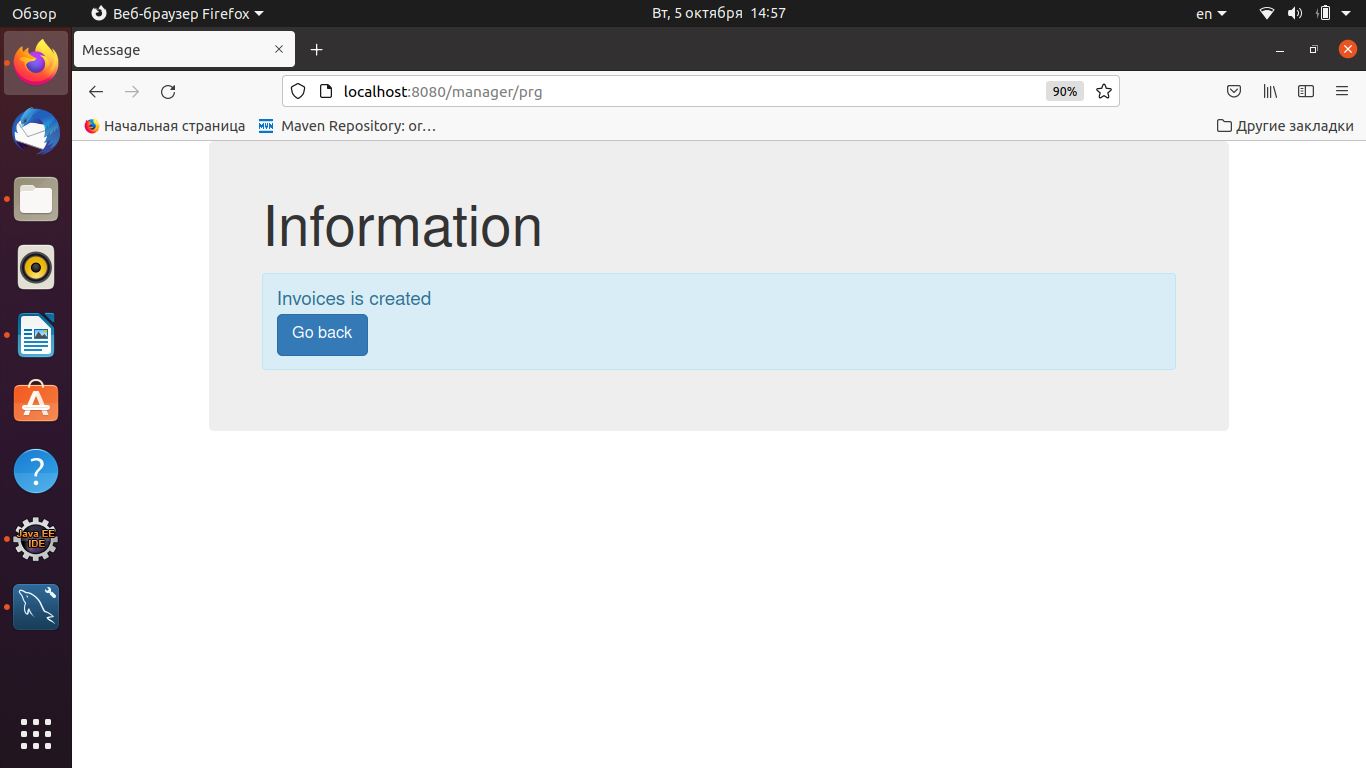 Обзор
Веб-браузер Firefox
Вт, 5 октября 14:57
en
Message
localhost:8080/manager/prg
90%
Начальная страница
MVN
Maven Repository: or…
Другие закладки
Information
Invoices is created
Go back
?
Java EE
IDE